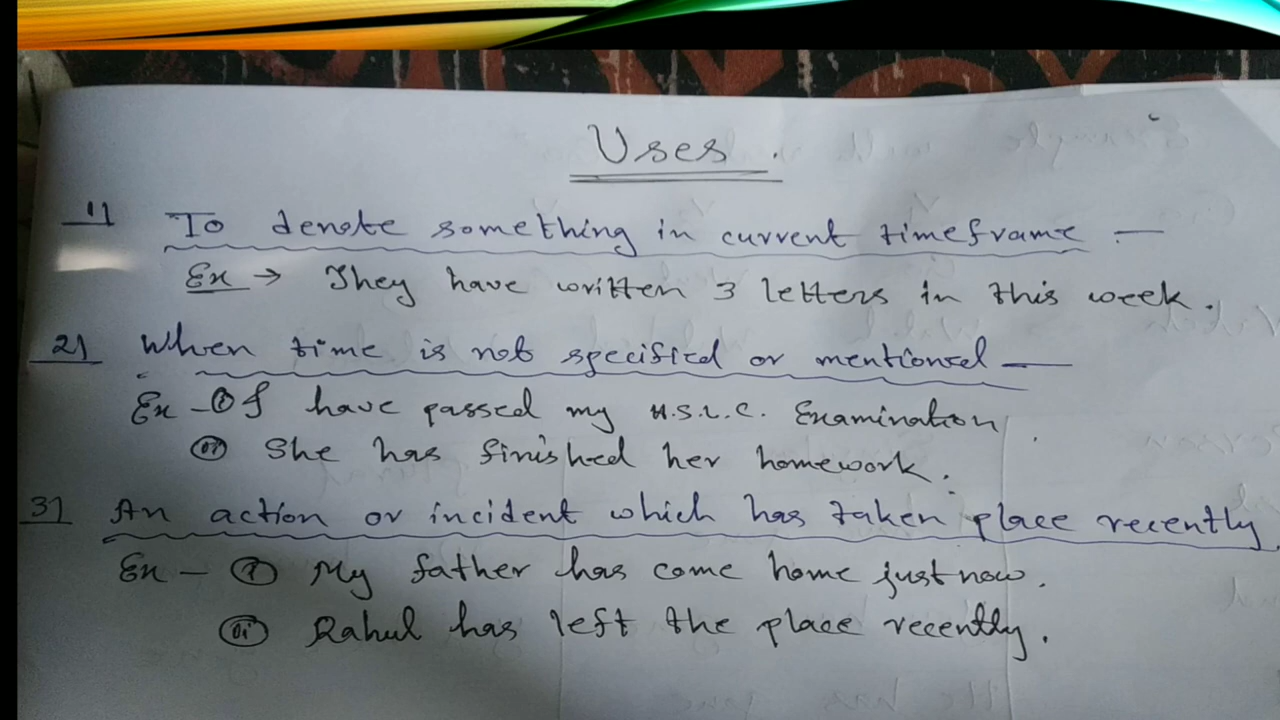 Uses.
1) To denote something in current timeframe —
Ex → They have written 3 letters in this week.
2) When time is not specified or mentioned —
Ex - (i) I have passed my H.S.L.C. Examination.
(ii) She has finished her homework.
3) An action or incident which has taken place recently
Ex - (i) My father has come home just now.
(ii) Rahul has left the place recently.